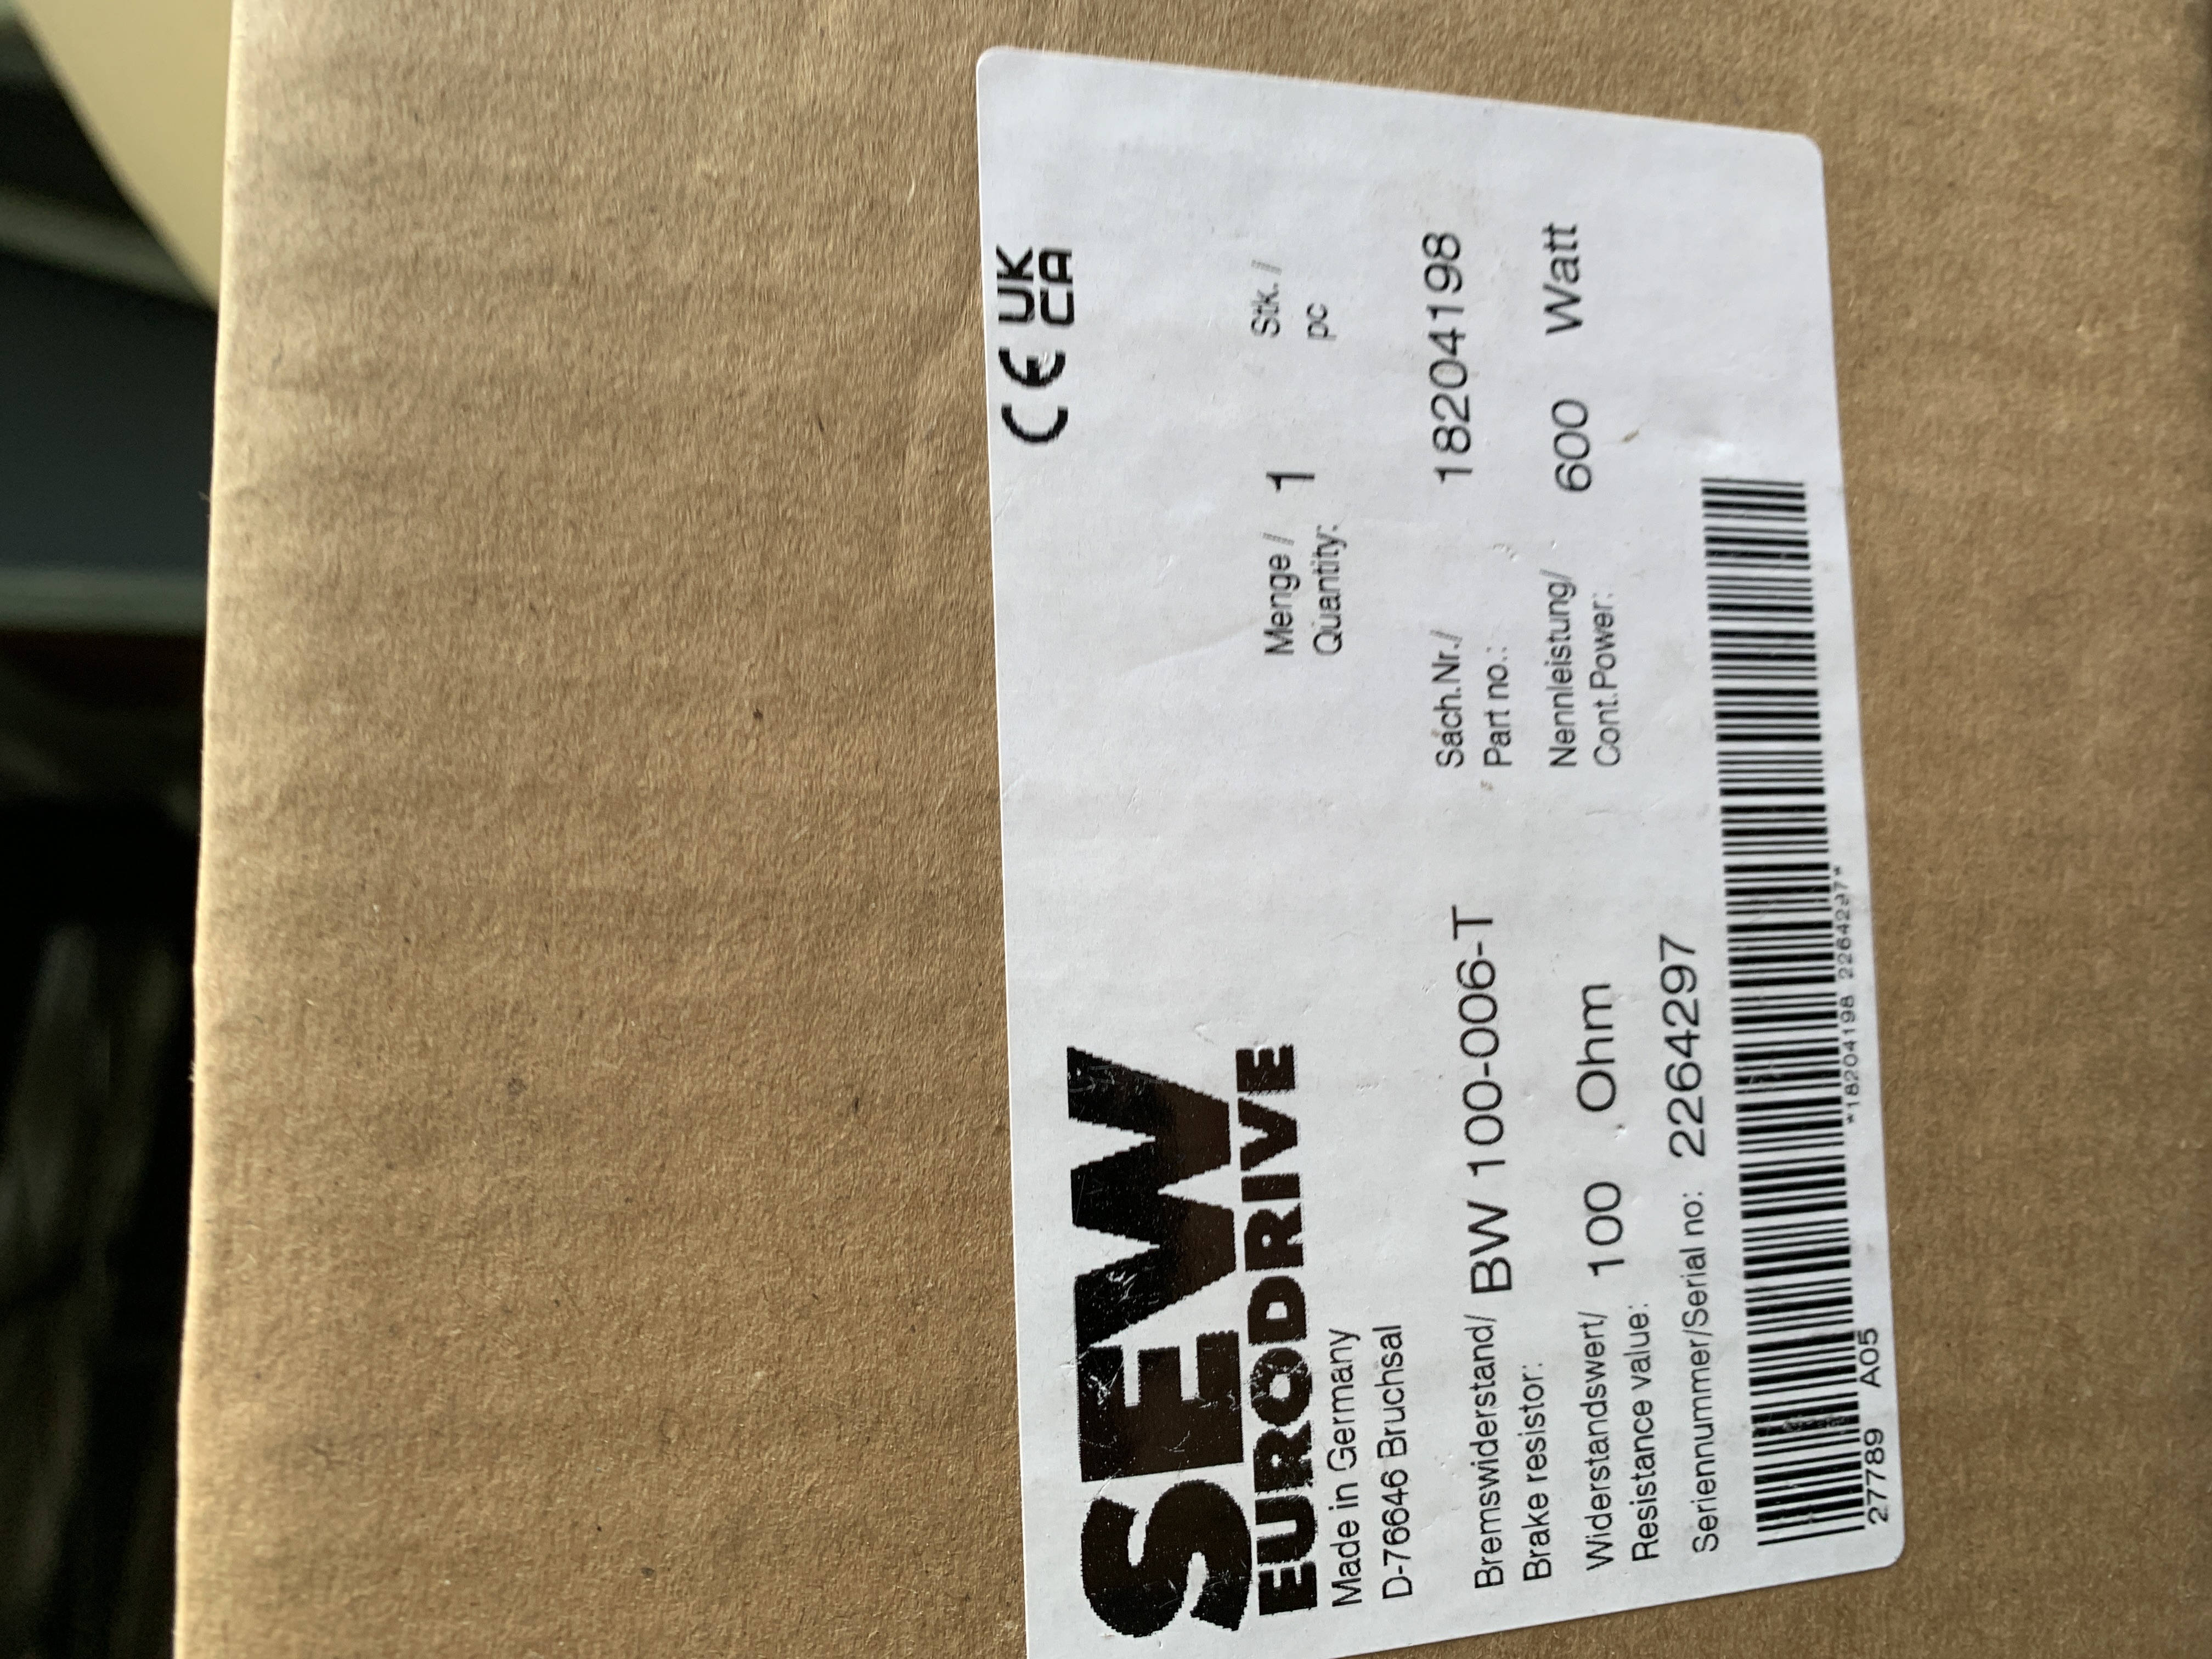 CE UK
CA
SEW
EURODRIVE
Made in Germany
D-76646 Bruchsal
Menge /
Quantity:
1
Stk. /
pc
Bremswiderstand/
Brake resistor:
BW 100-006-T
Sach.Nr./
Part no.:
18204198
Widerstandswert/
Resistance value:
100 Ohm
Nennleistung/
Cont.Power:
600 Watt
Seriennummer/Serial no: 2264297
*18204198 2264297*
27789 A05